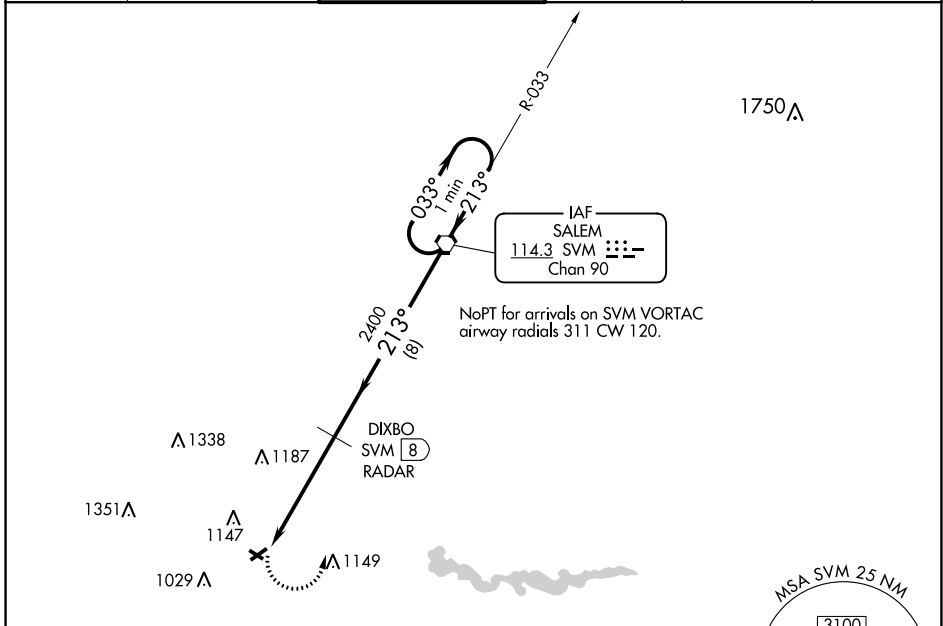 R-033
1750
033°
1 min
213°
IAF
SALEM
114.3 SVM
Chan 90
NoPT for arrivals on SVM VORTAC
airway radials 311 CW 120.
2400
213°
(8)
DIXBO
SVM 8
RADAR
1338
1187
1351
1147
1149
1029
MSA SVM 25 NM
3100